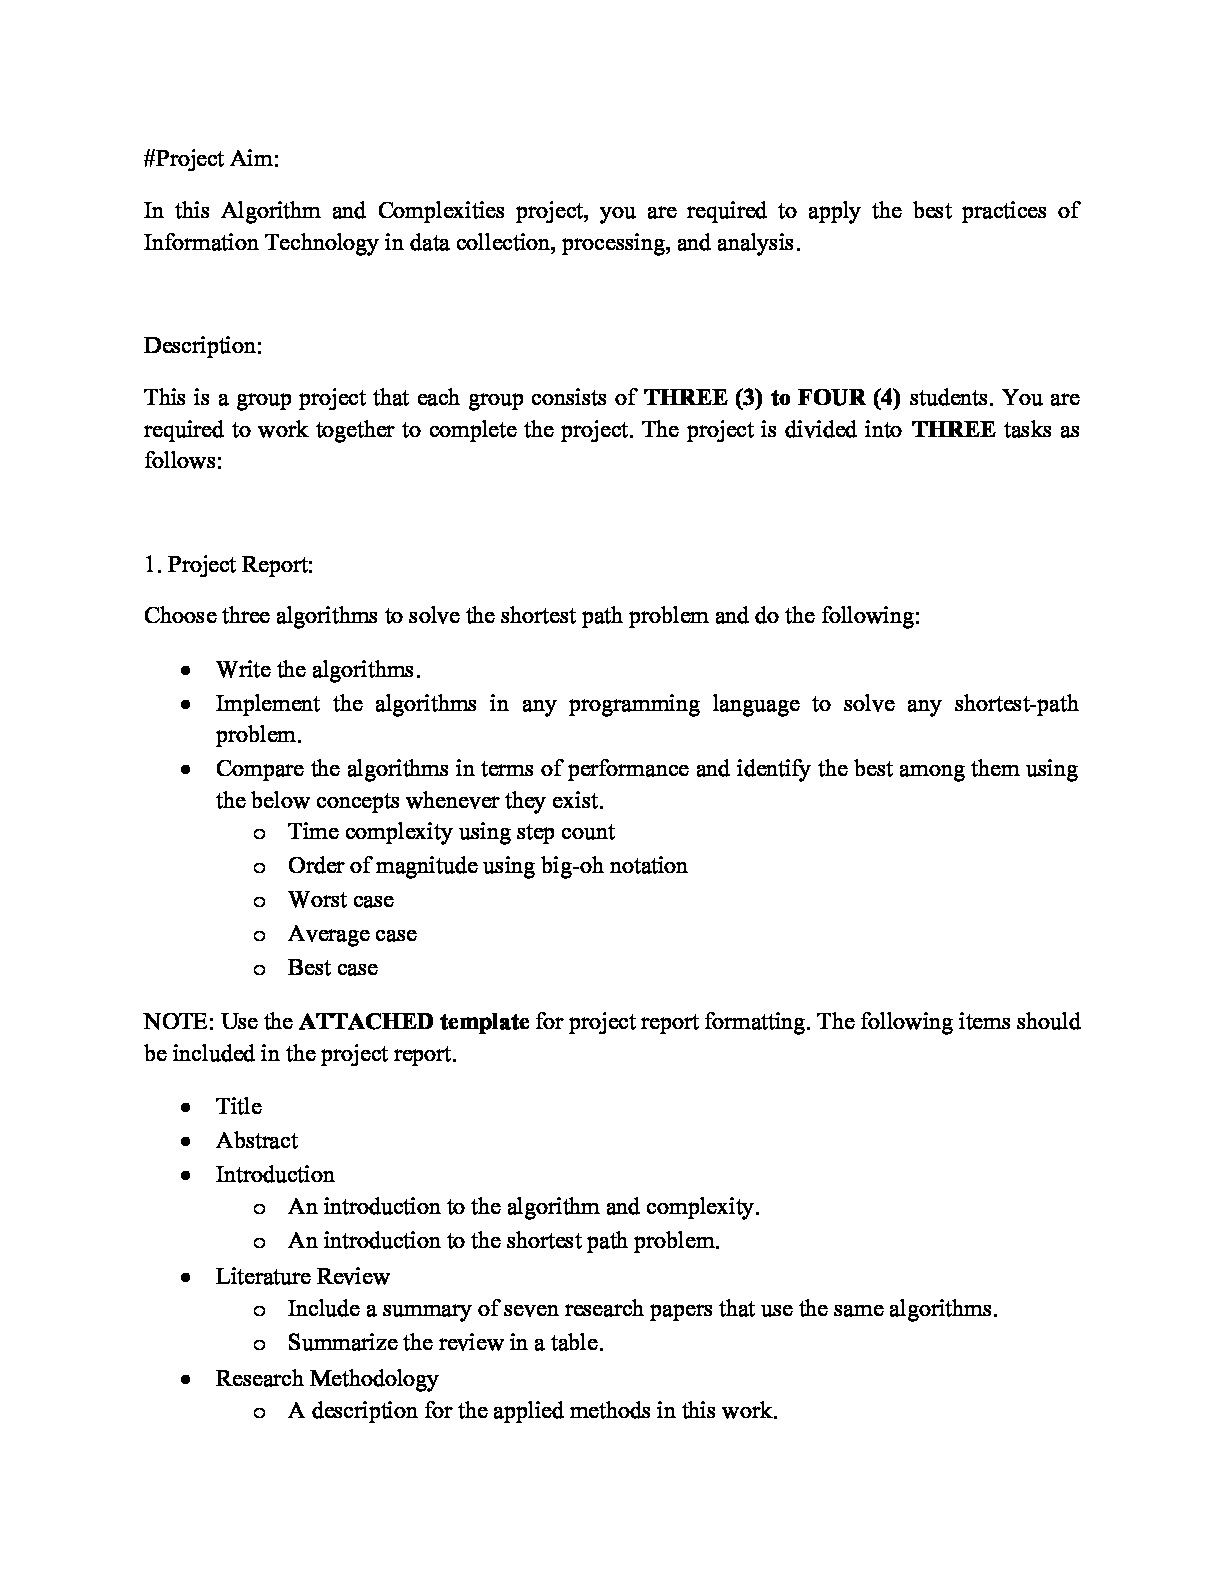 #Project Aim:
In this Algorithm and Complexities project, you are required to apply the best practices of
Information Technology in data collection, processing, and analysis.
Description:
This is a group project that each group consists of THREE (3) to FOUR (4) students. You are
required to work together to complete the project. The project is divided into THREE tasks as
follows:
1. Project Report:
Choose three algorithms to solve the shortest path problem and do the following:
• Write the algorithms.
• Implement the algorithms in any programming language to solve any shortest-path
problem.
• Compare the algorithms in terms of performance and identify the best among them using
the below concepts whenever they exist.
o Time complexity using step count
o Order of magnitude using big-oh notation
o Worst case
o Average case
o Best case
NOTE: Use the ATTACHED template for project report formatting. The following items should
be included in the project report.
• Title
• Abstract
• Introduction
o An introduction to the algorithm and complexity.
o An introduction to the shortest path problem.
• Literature Review
o Include a summary of seven research papers that use the same algorithms.
o Summarize the review in a table.
• Research Methodology
o A description for the applied methods in this work.